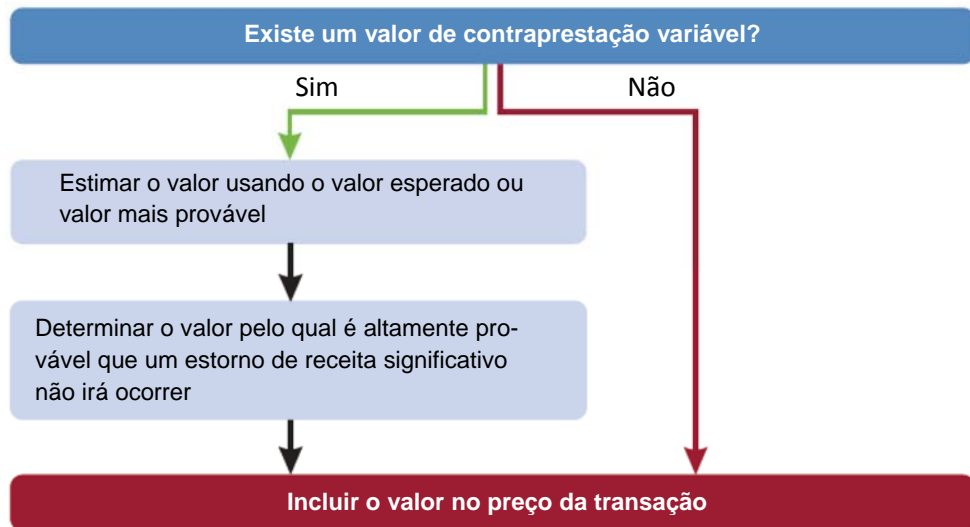 Existe um valor de contraprestação variável?
Sim
Não
Estimar o valor usando o valor esperado ou
valor mais provável
Determinar o valor pelo qual é altamente pro-
vável que um estorno de receita significativo
não irá ocorrer
Incluir o valor no preço da transação